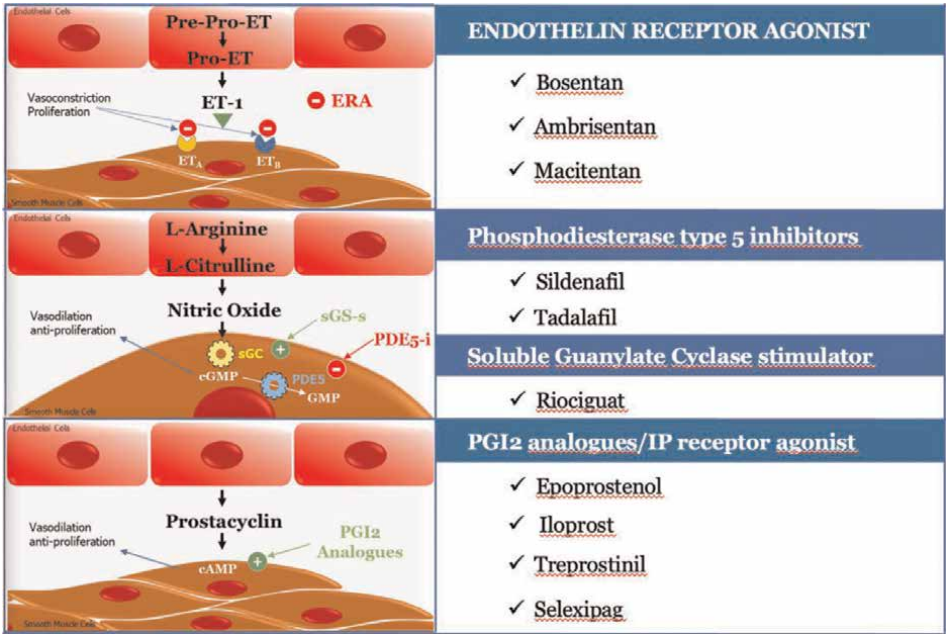 Endothelial Cells
Pre-Pro-ET
Pro-ET
Vasoconstriction
Proliferation
ET-1
ERA
ETA
ETB
Smooth Muscle Cells
ENDOTHELIN RECEPTOR AGONIST
✓ Bosentan
✓ Ambrisentan
✓ Macitentan
Endothelial Cells
L-Arginine
L-Citrulline
Nitric Oxide
Vasodilation
anti-proliferation
sGS-s
PDE5-i
sGC
cGMP
PDE5
GMP
Smooth Muscle Cells
Phosphodiesterase type 5 inhibitors
✓ Sildenafil
✓ Tadalafil
Soluble Guanylate Cyclase stimulator
✓ Riociguat
Endothelial Cells
Prostacyclin
Vasodilation
anti-proliferation
PGI2
Analogues
cAMP
Smooth Muscle Cells
PGI2 analogues/IP receptor agonist
✓ Epoprostenol
✓ Iloprost
✓ Treprostinil
✓ Selexipag